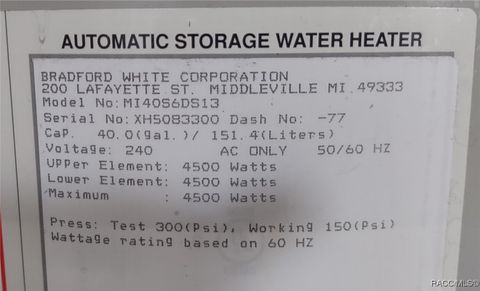 AUTOMATIC STORAGE WATER HEATER
BRADFORD WHITE CORPORATION
200 LAFAYETTE ST. MIDDLEVILLE MI 49333
Model No:MI40S6DS13
Serial No:XH5083300 Dash No: -77
Cap. 40.0(gal.)/ 151.4(Liters)
Voltage: 240 AC ONLY 50/60 HZ
Upper Element: 4500 Watts
Lower Element: 4500 Watts
Maximum : 4500 Watts
Press: Test 300(Psi), Working 150(Psi)
Wattage rating based on 60 HZ
RACC/MLS©